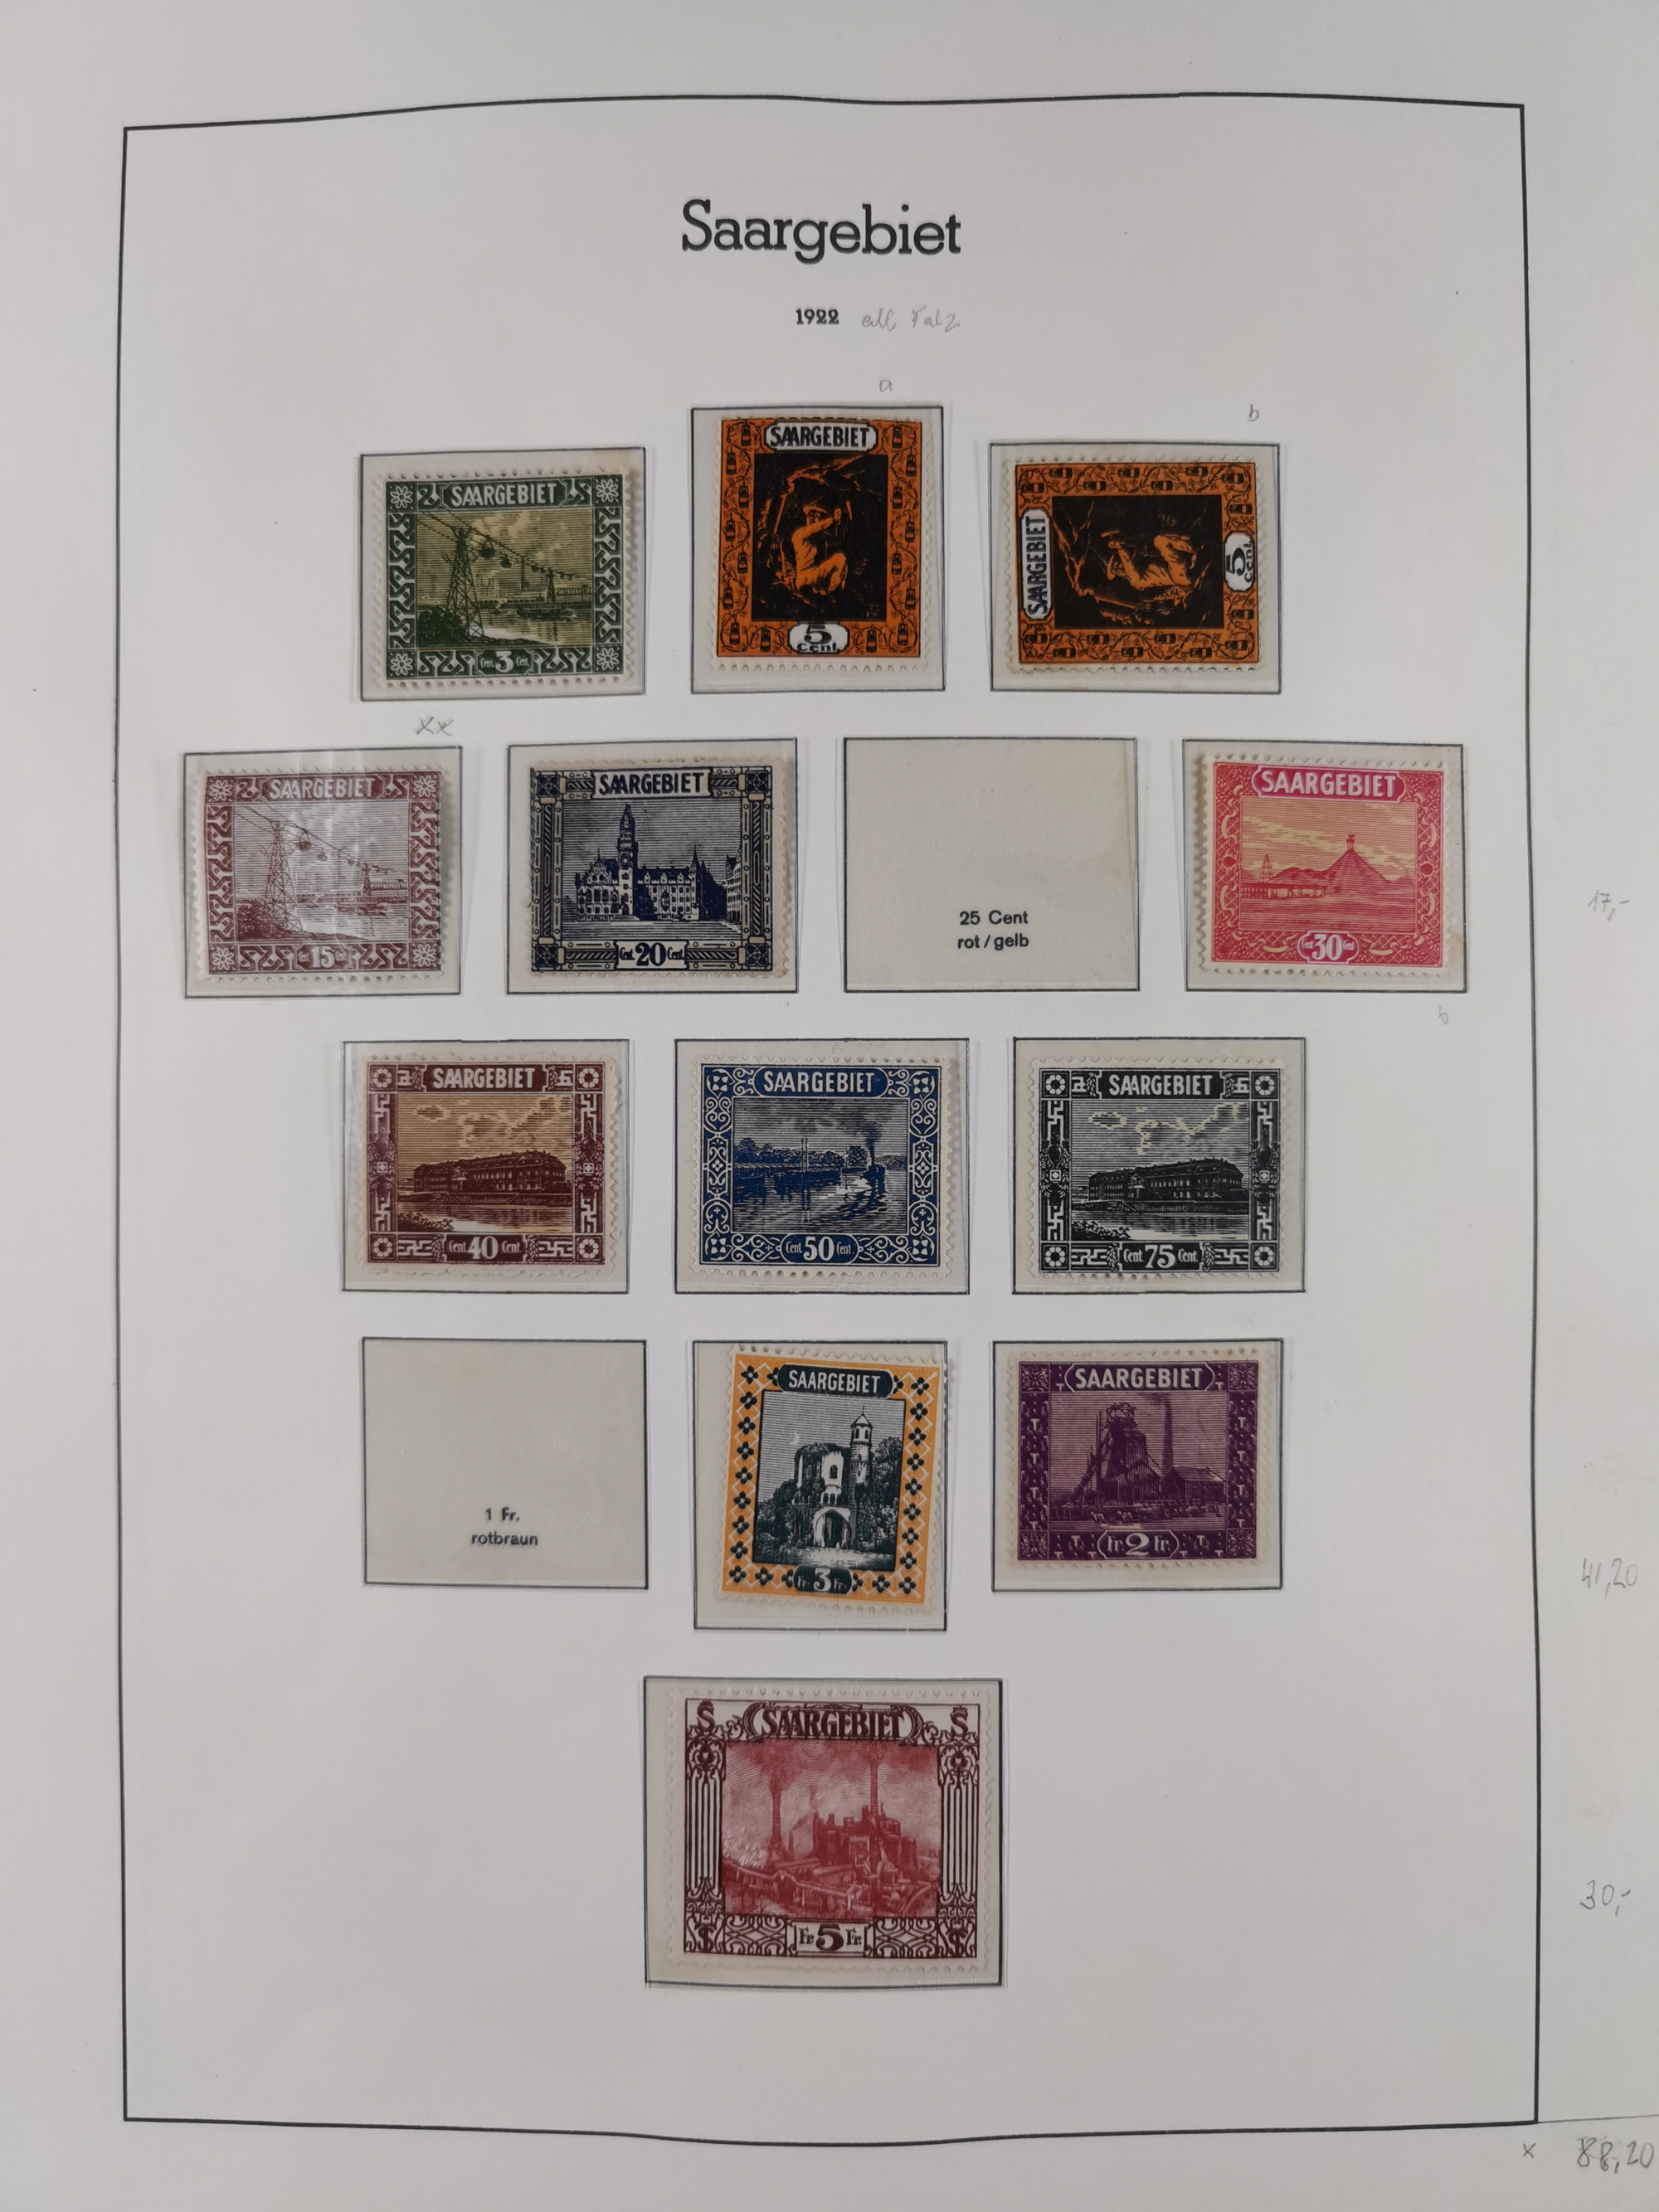 Saargebiet
1922 all Falz
a
b
SAARGEBIET
Cent. 3 Cent.
SAARGEBIET
5
Cent.
SAARGEBIET
5
Cent.
xx
SAARGEBIET
Cent. 15 Cent.
SAARGEBIET
Cent. 20 Cent.
25 Cent
rot / gelb
SAARGEBIET
Cent 30 Cent
17,-
b
SAARGEBIET
Cent. 40 Cent.
SAARGEBIET
Cent. 50 Cent.
SAARGEBIET
Cent. 75 Cent.
1 Fr.
rotbraun
SAARGEBIET
Fr. 3 Fr.
SAARGEBIET
Fr. 2 Fr.
41,20
S SAARGEBIET S
Fr. 5 Fr.
30,-
x 88,20